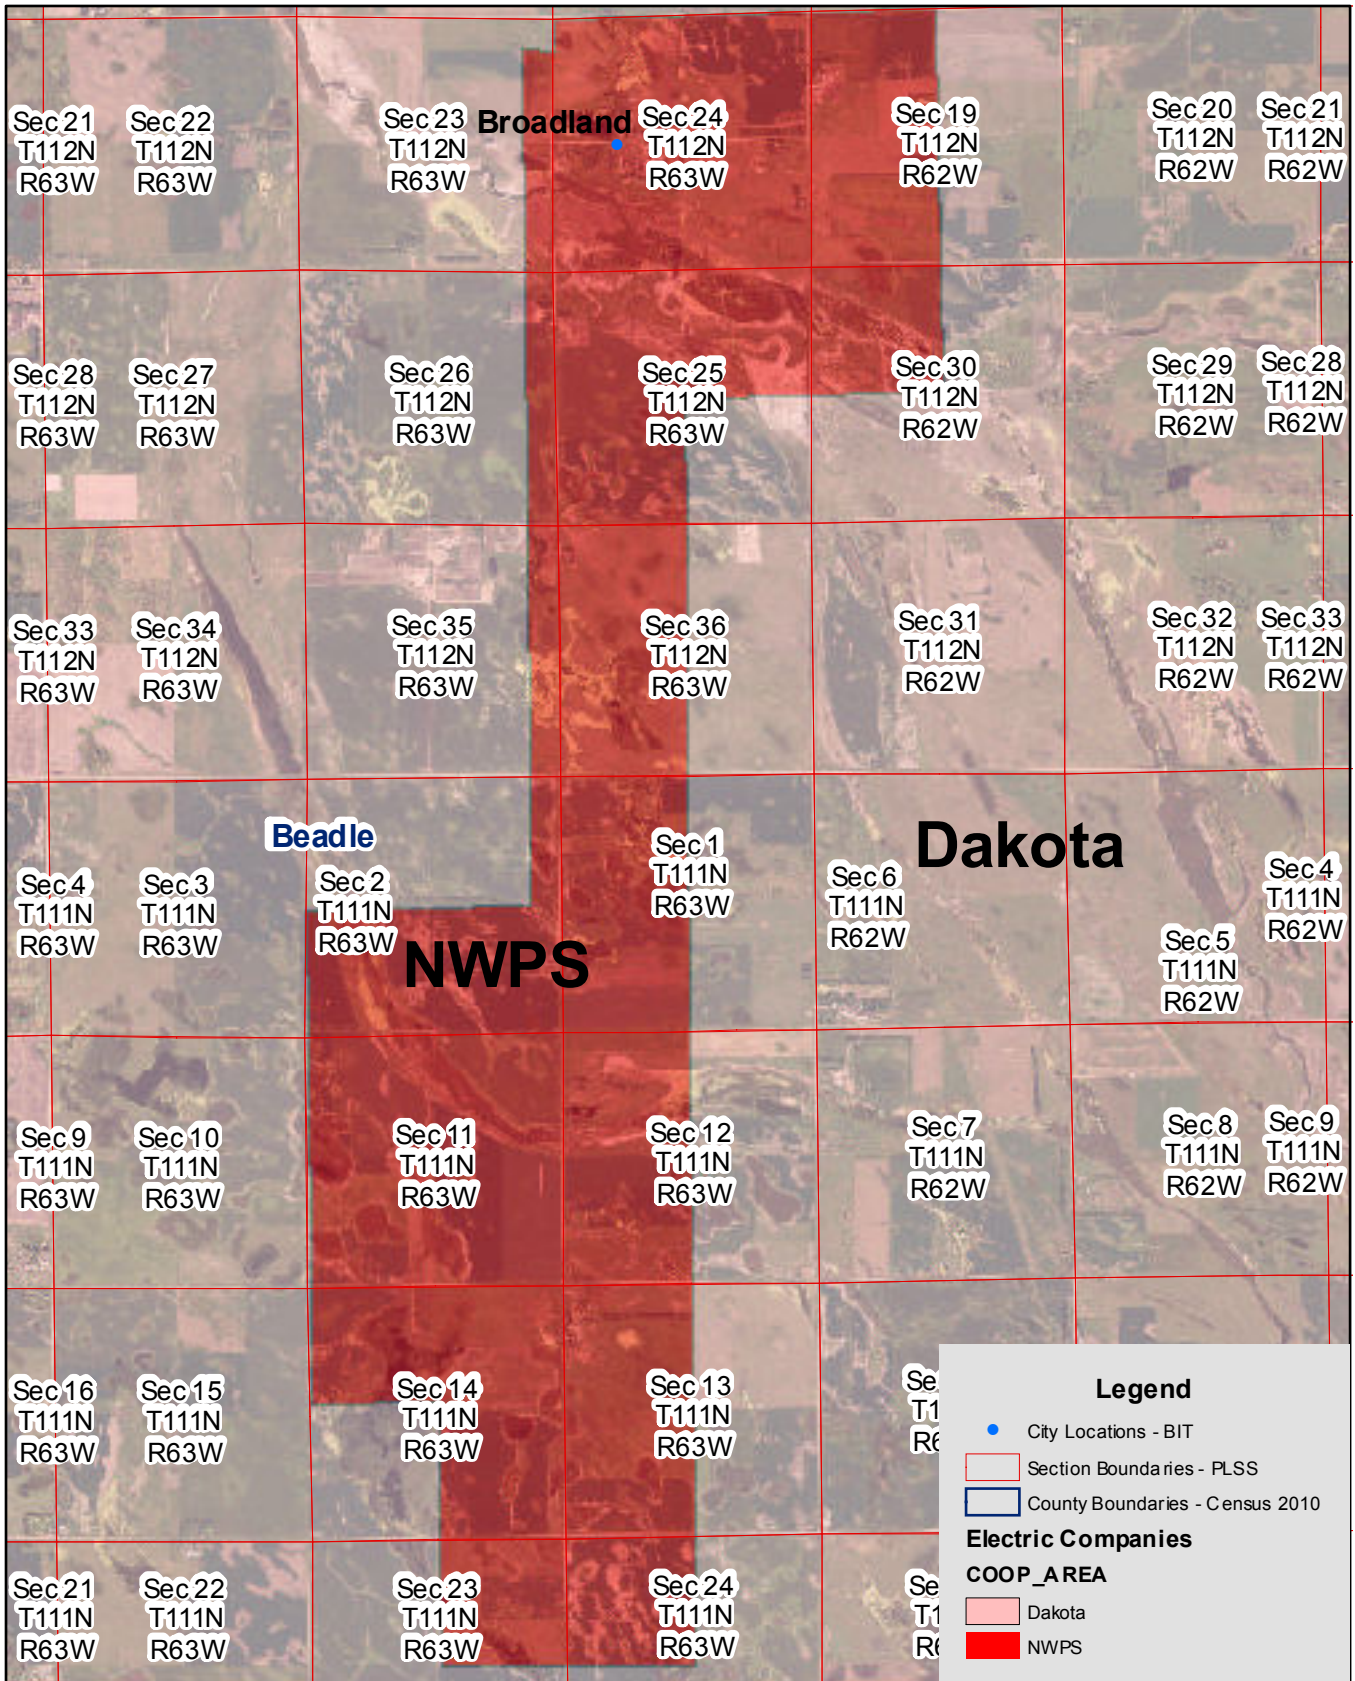 Sec 21
T112N
R63W
Sec 22
T112N
R63W
Sec 23
T112N
R63W
Broadland
Sec 24
T112N
R63W
Sec 19
T112N
R62W
Sec 20
T112N
R62W
Sec 21
T112N
R62W
Sec 28
T112N
R63W
Sec 27
T112N
R63W
Sec 26
T112N
R63W
Sec 25
T112N
R63W
Sec 30
T112N
R62W
Sec 29
T112N
R62W
Sec 28
T112N
R62W
Sec 33
T112N
R63W
Sec 34
T112N
R63W
Sec 35
T112N
R63W
Sec 36
T112N
R63W
Sec 31
T112N
R62W
Sec 32
T112N
R62W
Sec 33
T112N
R62W
Beadle
Dakota
Sec 4
T111N
R63W
Sec 3
T111N
R63W
Sec 2
T111N
R63W
NWPS
Sec 1
T111N
R63W
Sec 6
T111N
R62W
Sec 5
T111N
R62W
Sec 4
T111N
R62W
Sec 9
T111N
R63W
Sec 10
T111N
R63W
Sec 11
T111N
R63W
Sec 12
T111N
R63W
Sec 7
T111N
R62W
Sec 8
T111N
R62W
Sec 9
T111N
R62W
Sec 16
T111N
R63W
Sec 15
T111N
R63W
Sec 14
T111N
R63W
Sec 13
T111N
R63W
Sec 21
T111N
R63W
Sec 22
T111N
R63W
Sec 23
T111N
R63W
Sec 24
T111N
R63W
Legend
City Locations - BIT
Section Boundaries - PLSS
County Boundaries - Census 2010
Electric Companies
COOP_AREA
Dakota
NWPS